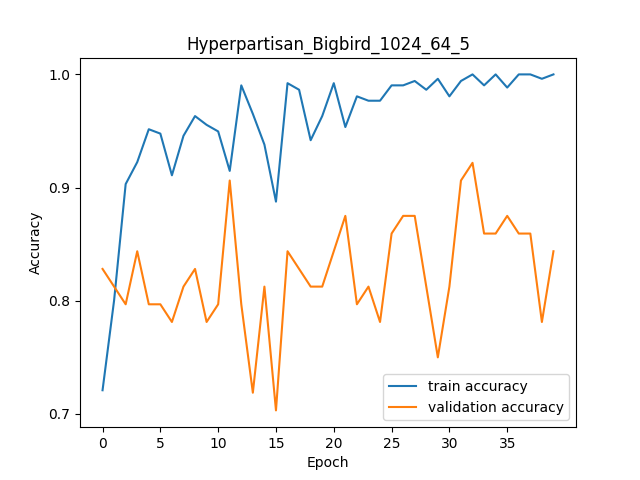 Hyperpartisan_Bigbird_1024_64_5
1.0
0.9
0.8
0.7
Accuracy
train accuracy
validation accuracy
0 5 10 15 20 25 30 35
Epoch